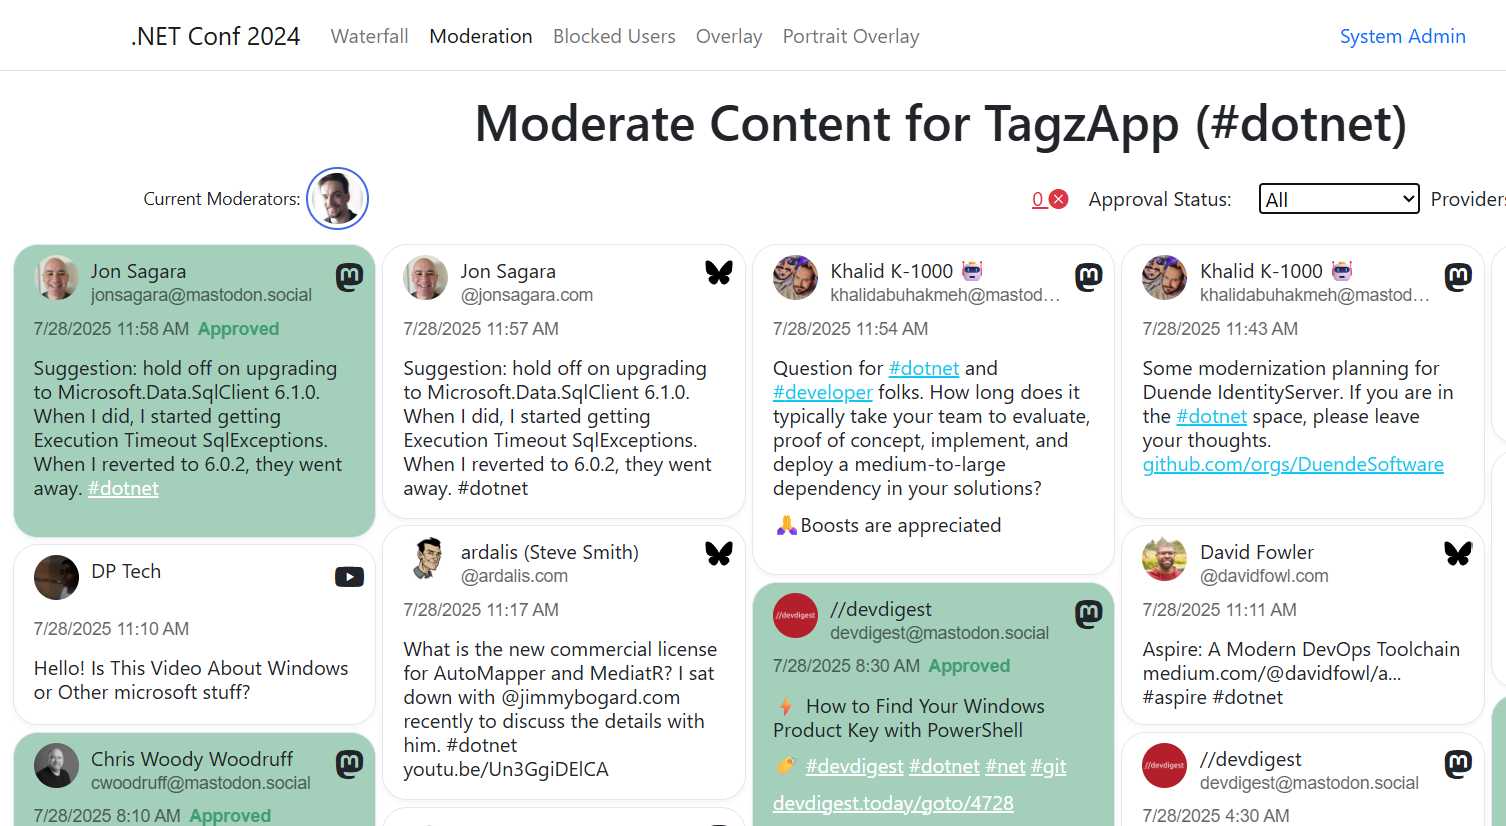 .NET Conf 2024 Waterfall Moderation Blocked Users Overlay Portrait Overlay System Admin
Moderate Content for TagzApp (#dotnet)
Current Moderators:
0 Approval Status: All Providers
Jon Sagara
jonsagara@mastodon.social
7/28/2025 11:58 AM Approved
Suggestion: hold off on upgrading
to Microsoft.Data.SqlClient 6.1.0.
When I did, I started getting
Execution Timeout SqlExceptions.
When I reverted to 6.0.2, they went
away. #dotnet
DP Tech
7/28/2025 11:10 AM
Hello! Is This Video About Windows
or Other microsoft stuff?
Chris Woody Woodruff
cwoodruff@mastodon.social
7/28/2025 8:10 AM Approved
Jon Sagara
@jonsagara.com
7/28/2025 11:57 AM
Suggestion: hold off on upgrading
to Microsoft.Data.SqlClient 6.1.0.
When I did, I started getting
Execution Timeout SqlExceptions.
When I reverted to 6.0.2, they went
away. #dotnet
ardalis (Steve Smith)
@ardalis.com
7/28/2025 11:17 AM
What is the new commercial license
for AutoMapper and MediatR? I sat
down with @jimmybogard.com
recently to discuss the details with
him. #dotnet
youtu.be/Un3GgiDElCA
Khalid K-1000 🤖
khalidabuhakmeh@mastod...
7/28/2025 11:54 AM
Question for #dotnet and
#developer folks. How long does it
typically take your team to evaluate,
proof of concept, implement, and
deploy a medium-to-large
dependency in your solutions?
🙏Boosts are appreciated
//devdigest
//devdigest
devdigest@mastodon.social
7/28/2025 8:30 AM Approved
⚡ How to Find Your Windows
Product Key with PowerShell
🏷️ #devdigest #dotnet #net #git
devdigest.today/goto/4728
Khalid K-1000 🤖
khalidabuhakmeh@mastod...
7/28/2025 11:43 AM
Some modernization planning for
Duende IdentityServer. If you are in
the #dotnet space, please leave
your thoughts.
github.com/orgs/DuendeSoftware
David Fowler
@davidfowl.com
7/28/2025 11:11 AM
Aspire: A Modern DevOps Toolchain
medium.com/@davidfowl/a...
#aspire #dotnet
//devdigest
//devdigest
devdigest@mastodon.social
7/28/2025 4:30 AM